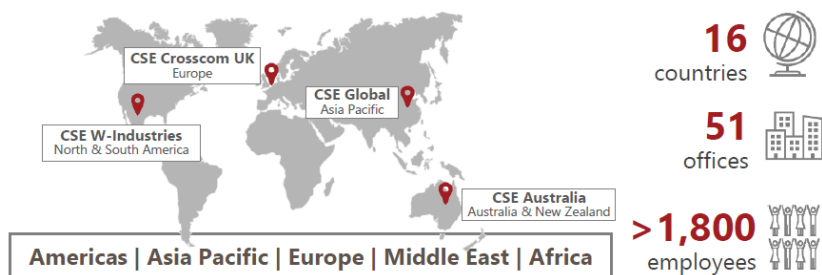 CSE Crosscom UK
Europe
CSE Global
Asia Pacific
CSE W-Industries
North & South America
CSE Australia
Australia & New Zealand
Americas | Asia Pacific | Europe | Middle East | Africa
16
countries
51
offices
>1,800
employees